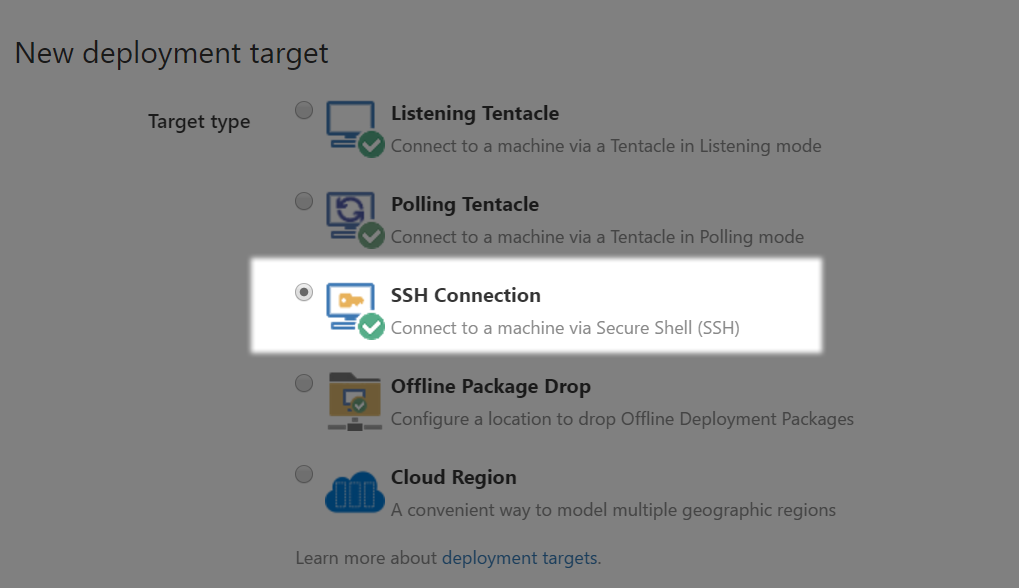 New deployment target
Target type
Listening Tentacle
Connect to a machine via a Tentacle in Listening mode
Polling Tentacle
Connect to a machine via a Tentacle in Polling mode
SSH Connection
Connect to a machine via Secure Shell (SSH)
Offline Package Drop
Configure a location to drop Offline Deployment Packages
Cloud Region
A convenient way to model multiple geographic regions
Learn more about deployment targets.